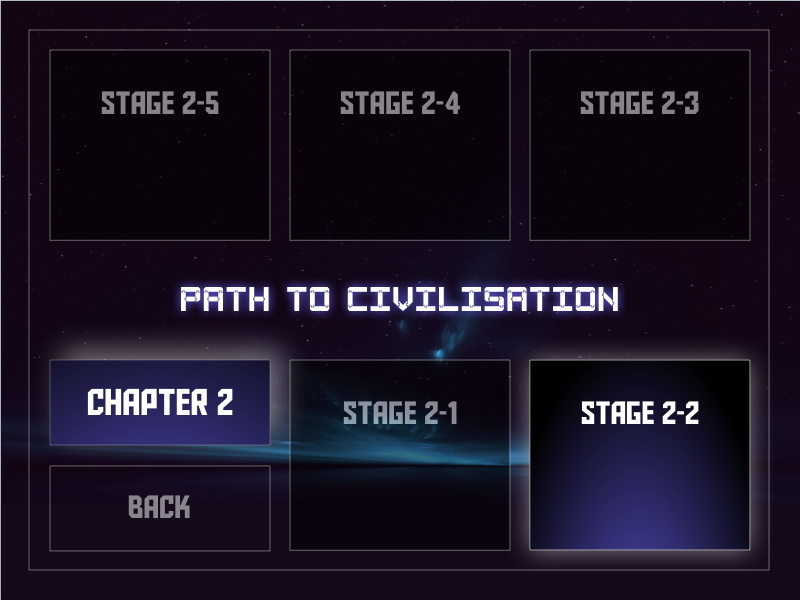 STAGE 2-5
STAGE 2-4
STAGE 2-3
PATH TO CIVILISATION
CHAPTER 2
STAGE 2-1
STAGE 2-2
BACK